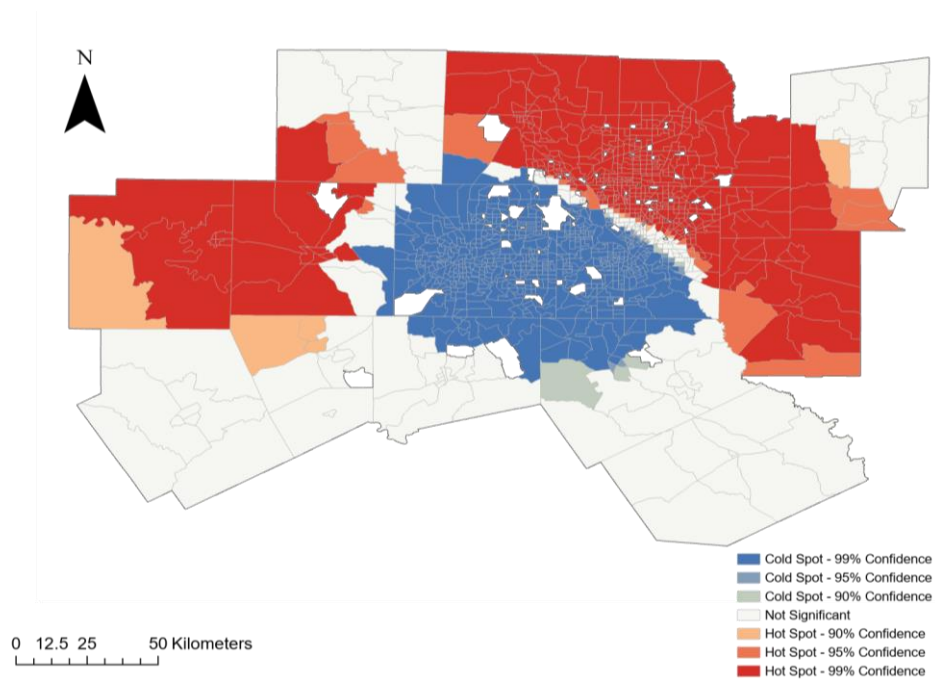 N
Cold Spot - 99% Confidence
Cold Spot - 95% Confidence
Cold Spot - 90% Confidence
Not Significant
Hot Spot - 90% Confidence
Hot Spot - 95% Confidence
Hot Spot - 99% Confidence
0 12.5 25 50 Kilometers